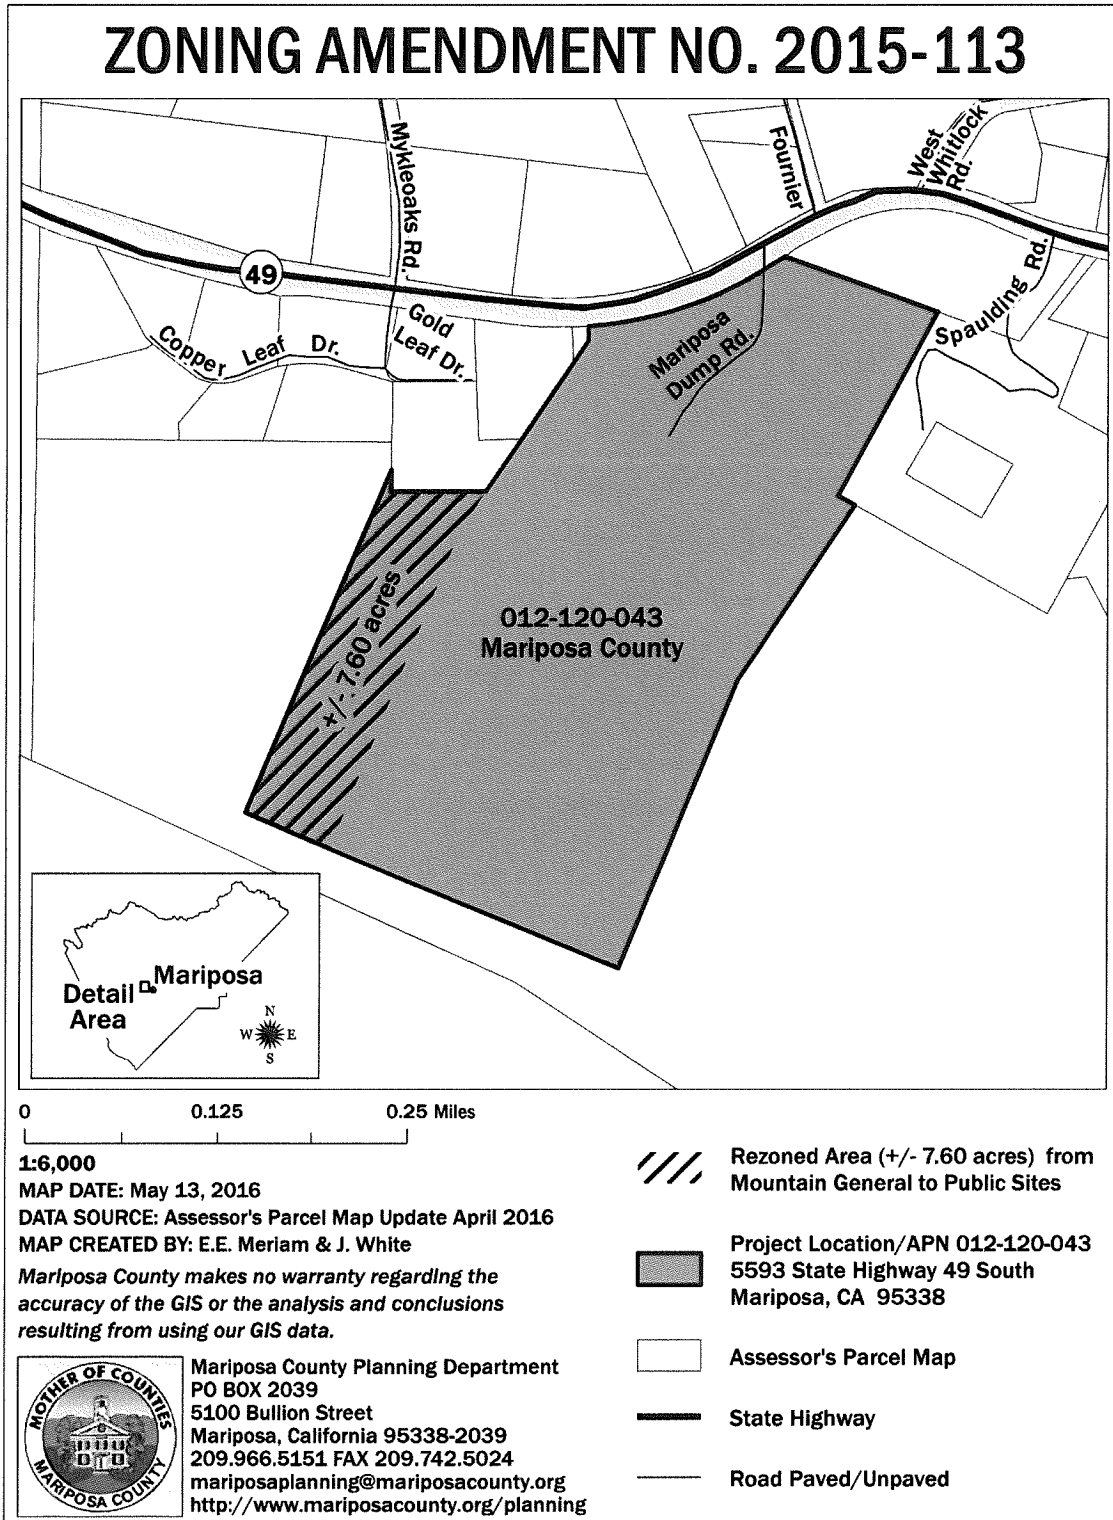 ZONING AMENDMENT NO. 2015-113
Mykleoaks Rd.
Fournier
West
Whitlock
Rd.
49
Copper Leaf Dr.
Gold
Leaf Dr.
Mariposa
Dump Rd.
Spaulding Rd.
+/- 7.60 acres
012-120-043
Mariposa County
Detail
Area
Mariposa
N
W E
S
0 0.125 0.25 Miles
1:6,000
MAP DATE: May 13, 2016
DATA SOURCE: Assessor's Parcel Map Update April 2016
MAP CREATED BY: E.E. Meriam & J. White
Mariposa County makes no warranty regarding the
accuracy of the GIS or the analysis and conclusions
resulting from using our GIS data.
MOTHER OF COUNTIES
MARIPOSA COUNTY
Mariposa County Planning Department
PO BOX 2039
5100 Bullion Street
Mariposa, California 95338-2039
209.966.5151 FAX 209.742.5024
mariposaplanning@mariposacounty.org
http://www.mariposacounty.org/planning
Rezoned Area (+/- 7.60 acres) from
Mountain General to Public Sites
Project Location/APN 012-120-043
5593 State Highway 49 South
Mariposa, CA 95338
Assessor's Parcel Map
State Highway
Road Paved/Unpaved